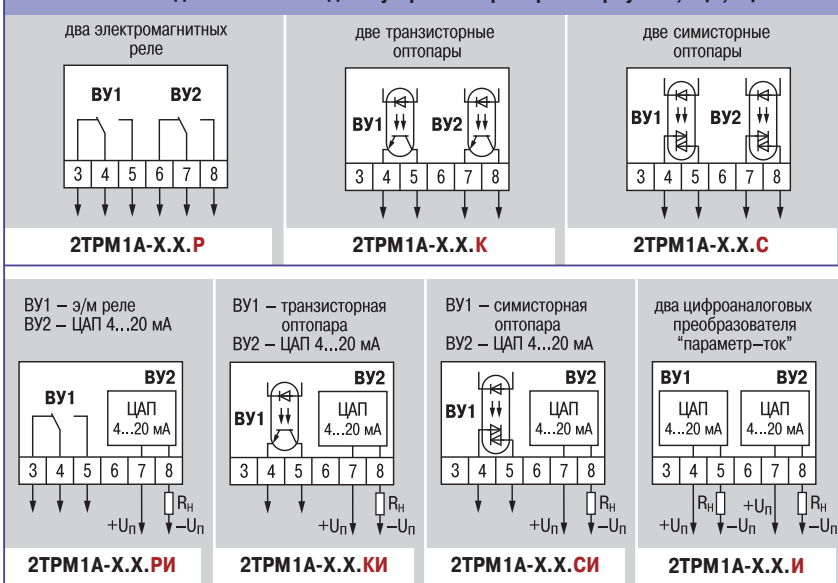 два электромагнитных
реле
ВУ1 ВУ2
3 4 5 6 7 8
2ТРМ1А-Х.Х.Р
две транзисторные
оптопары
ВУ1 ВУ2
3 4 5 6 7 8
2ТРМ1А-Х.Х.К
две симисторные
оптопары
ВУ1 ВУ2
3 4 5 6 7 8
2ТРМ1А-Х.Х.С
ВУ1 – э/м реле
ВУ2 – ЦАП 4...20 мА
ВУ2
ВУ1
ЦАП
4...20 мА
3 4 5 6 7 8
Rн
+Uп –Uп
2ТРМ1А-Х.Х.РИ
ВУ1 – транзисторная
оптопара
ВУ2 – ЦАП 4...20 мА
ВУ2
ВУ1
ЦАП
4...20 мА
3 4 5 6 7 8
Rн
+Uп –Uп
2ТРМ1А-Х.Х.КИ
ВУ1 – симисторная
оптопара
ВУ2 – ЦАП 4...20 мА
ВУ2
ВУ1
ЦАП
4...20 мА
3 4 5 6 7 8
Rн
+Uп –Uп
2ТРМ1А-Х.Х.СИ
два цифроаналоговых
преобразователя
“параметр–ток”
ВУ1 ВУ2
ЦАП ЦАП
4...20 мА 4...20 мА
3 4 5 6 7 8
Rн +Uп Rн
+Uп –Uп –Uп
2ТРМ1А-Х.Х.И